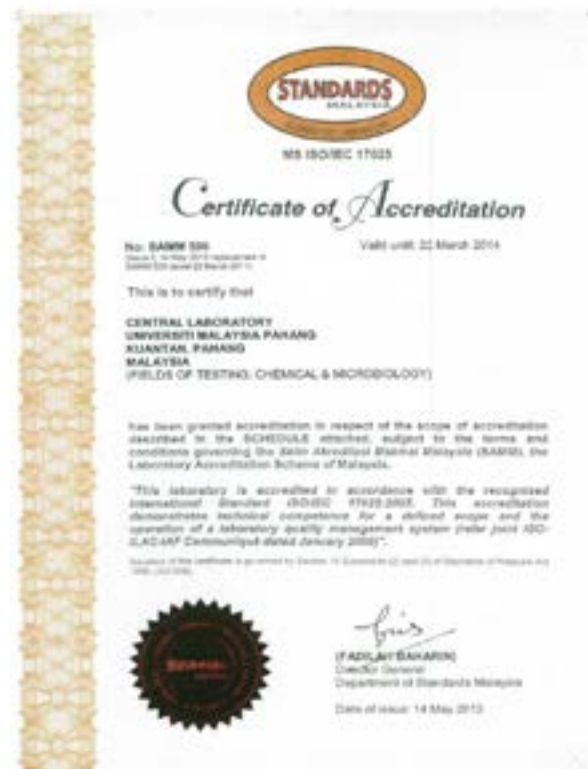 STANDARDS
MALAYSIA
MS ISO/IEC 17025
Certificate of Accreditation
No: SAMM
Valid until: 22 March 2014
This is to certify that
CENTRAL LABORATORY
UNIVERSITI MALAYSIA PAHANG
KUANTAN, PAHANG
MALAYSIA
(FIELDS OF TESTING: CHEMICAL & MICROBIOLOGY)
has been granted accreditation in respect of the scope of accreditation
described in the SCHEDULE attached, subject to the terms and
conditions governing the Skim Akreditasi Makmal Malaysia (SAMM), the
Laboratory Accreditation Scheme of Malaysia.
"This laboratory is accredited in accordance with the recognised
International Standard ISO/IEC 17025:2005. This accreditation
demonstrates technical competence for a defined scope and the
operation of a laboratory quality management system (refer joint ISO-
ILAC-IAF Communiqué dated January 2009)".
(FADILAH BAHARIN)
Director General
Department of Standards Malaysia
Date of issue: 14 May 2013